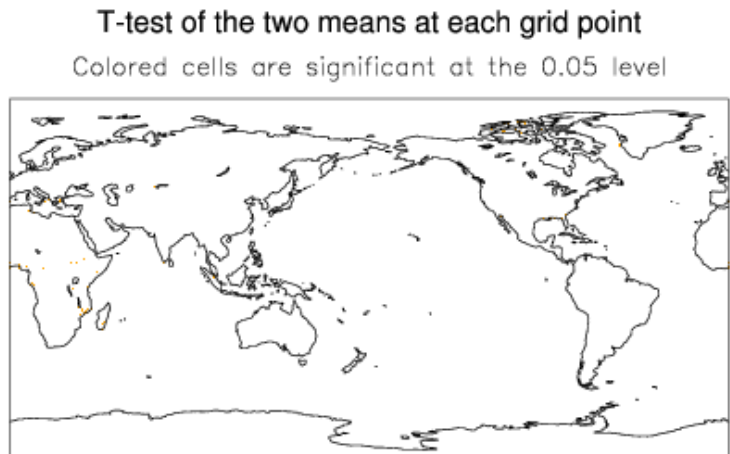 T-test of the two means at each grid point
Colored cells are significant at the 0.05 level